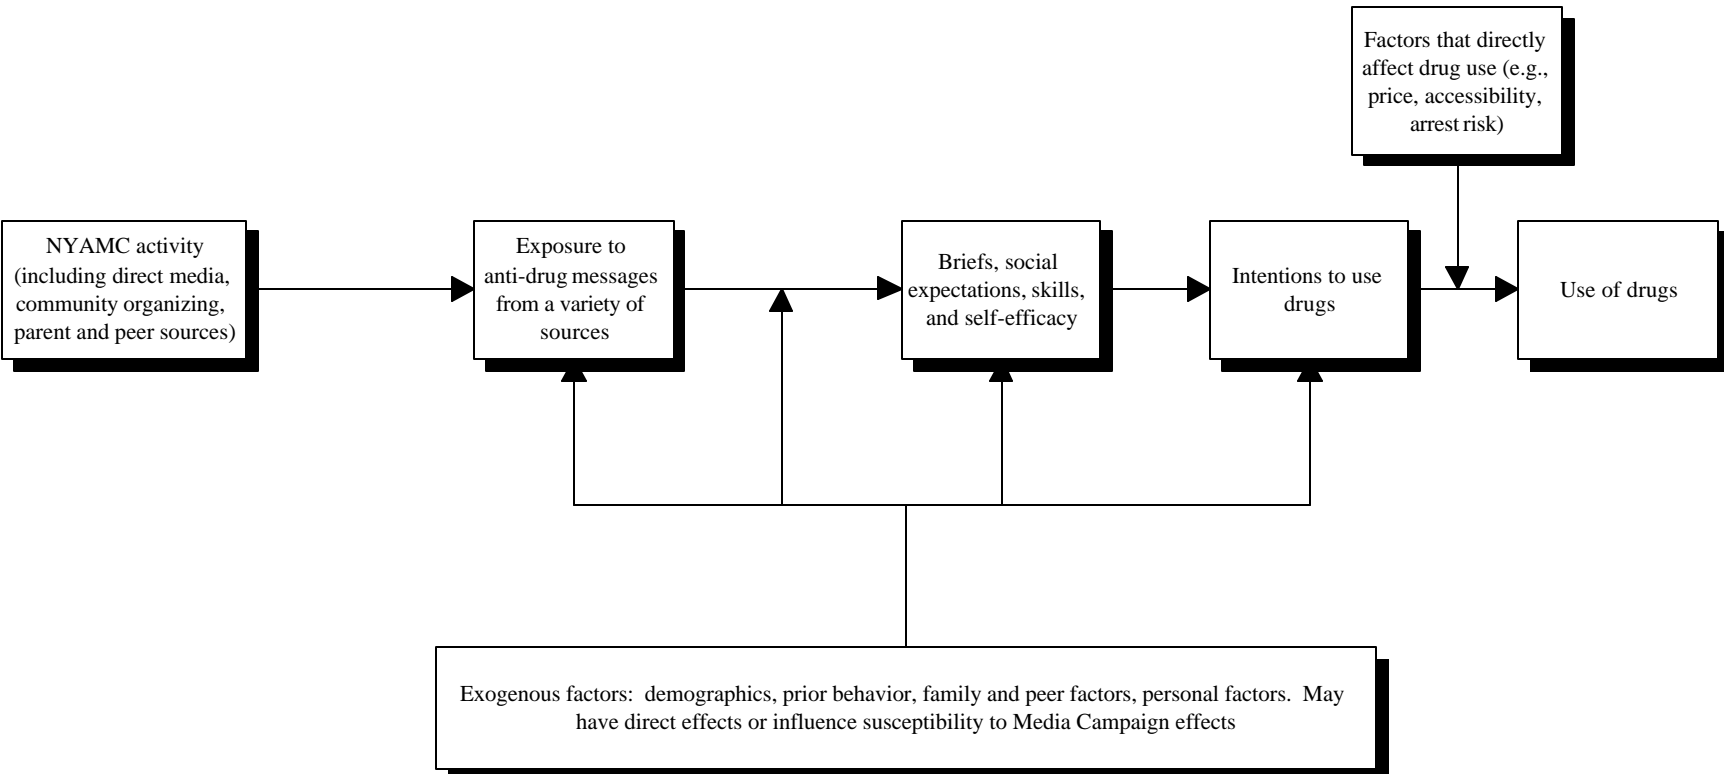 Factors that directly
affect drug use (e.g.,
price, accessibility,
arrest risk)
NYAMC activity
(including direct media,
community organizing,
parent and peer sources)
Exposure to
anti-drug messages
from a variety of
sources
Briefs, social
expectations, skills,
and self-efficacy
Intentions to use
drugs
Use of drugs
Exogenous factors:  demographics, prior behavior, family and peer factors, personal factors.  May
have direct effects or influence susceptibility to Media Campaign effects